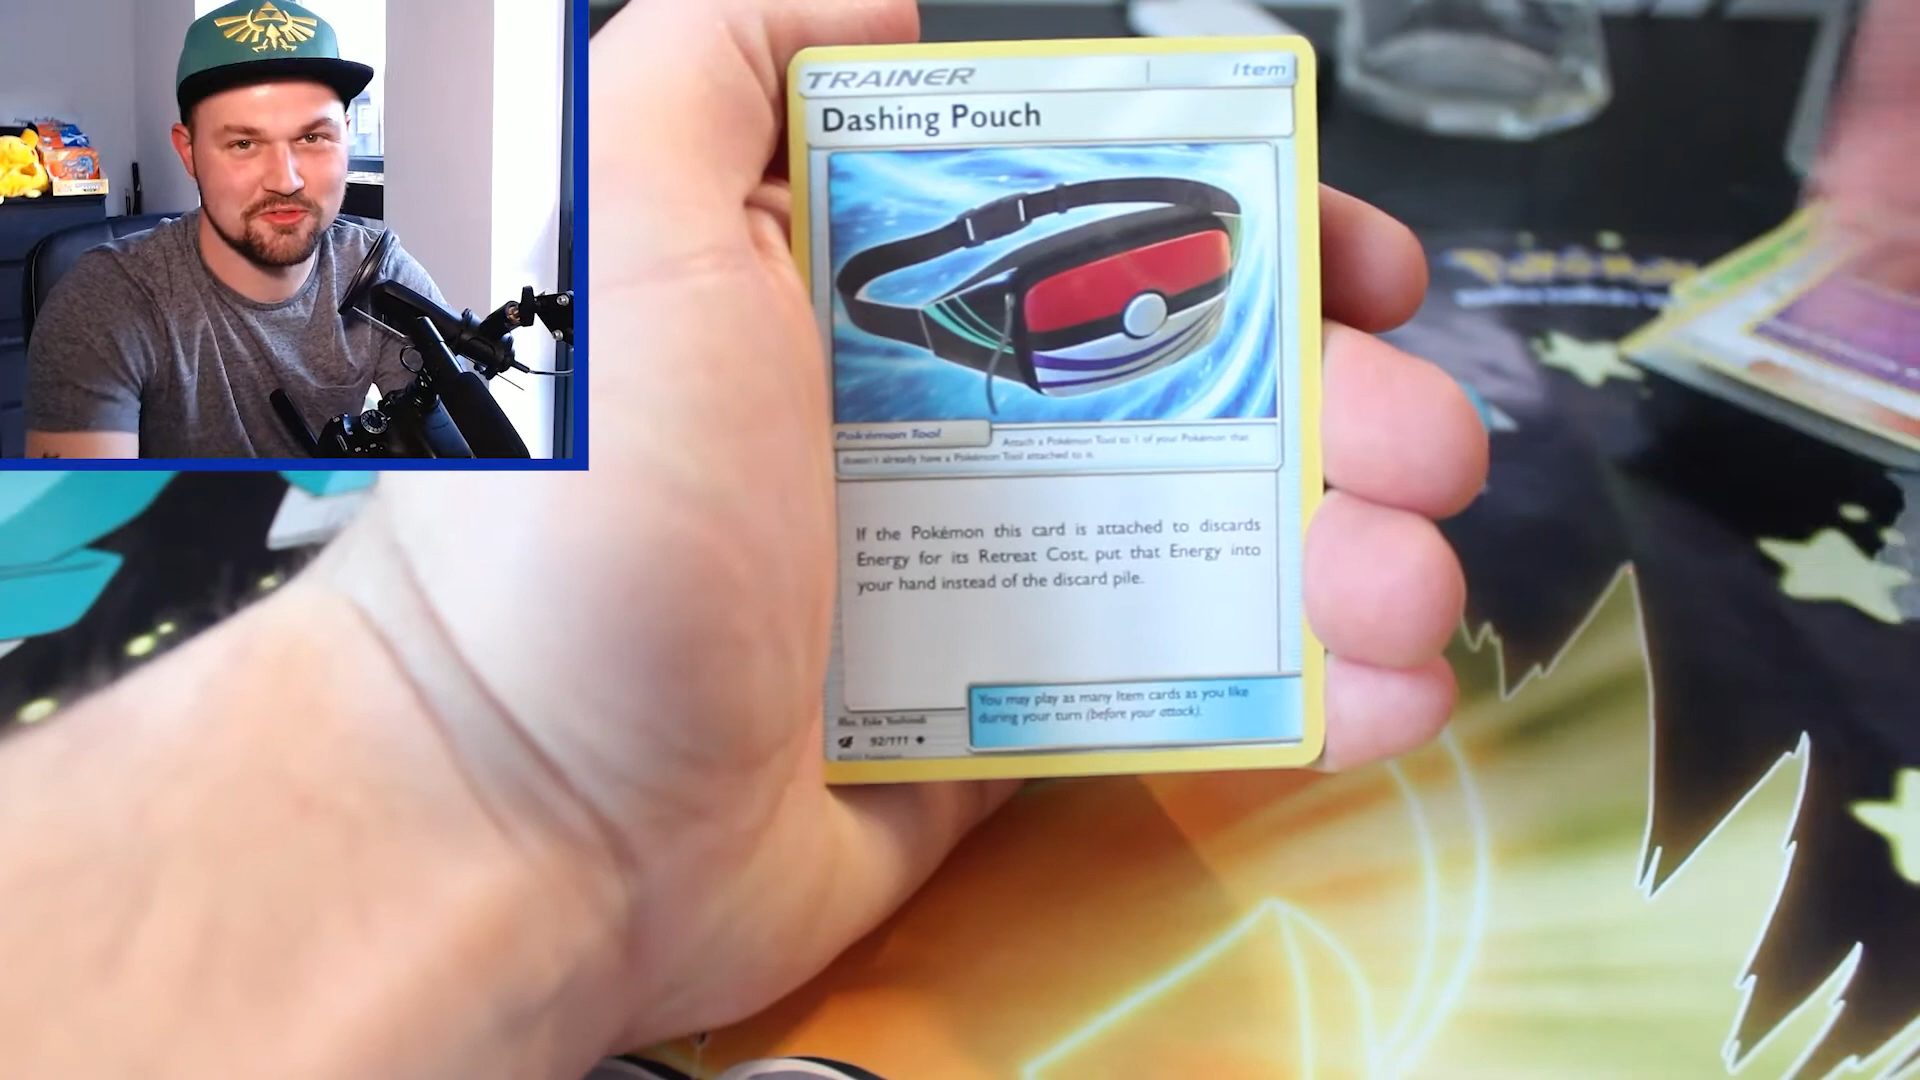 TRAINER
Item
Dashing Pouch
Pokémon Tool
Attach a Pokémon Tool to 1 of your Pokémon that
doesn't already have a Pokémon Tool attached to it.
If the Pokémon this card is attached to discards
Energy for its Retreat Cost, put that Energy into
your hand instead of the discard pile.
You may play as many Item cards as you like
during your turn (before your attack).
Illus.
92/111